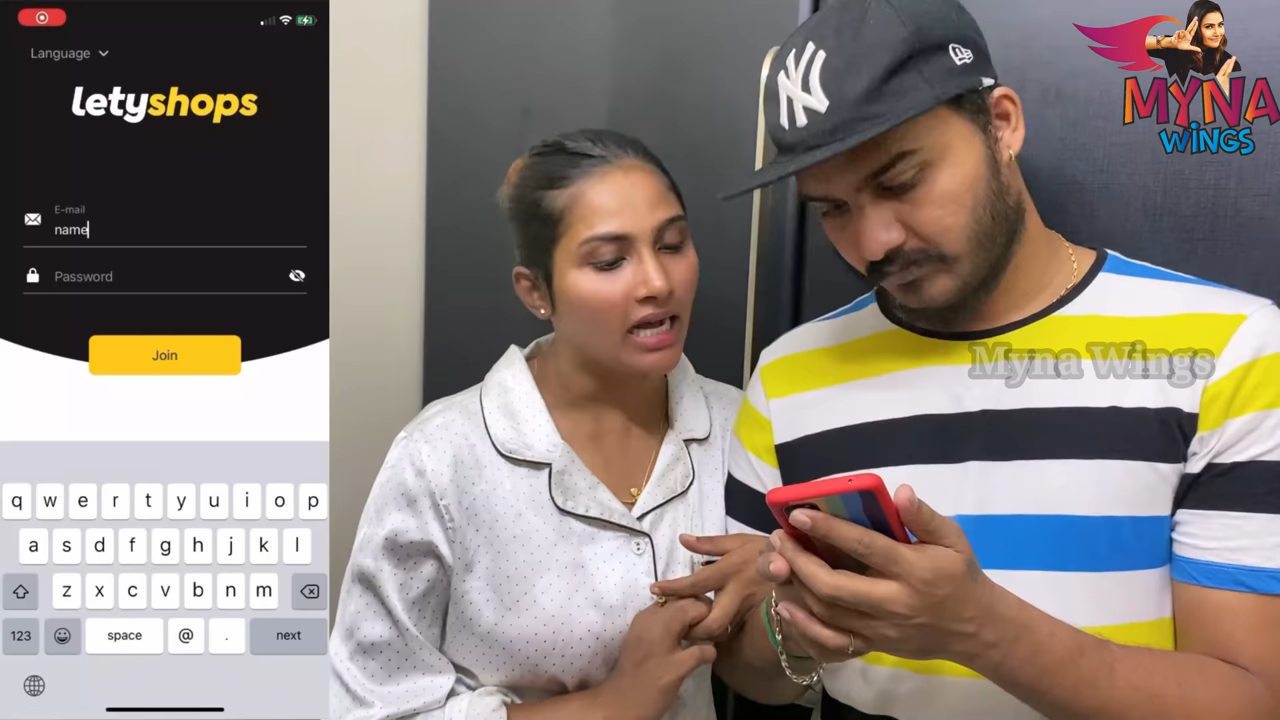 Language
letyshops
E-mail
name
Password
Join
q w e r t y u i o p
a s d f g h j k l
z x c v b n m
123 space @ . next
NY
MYNA
WiNGS
Myna Wings